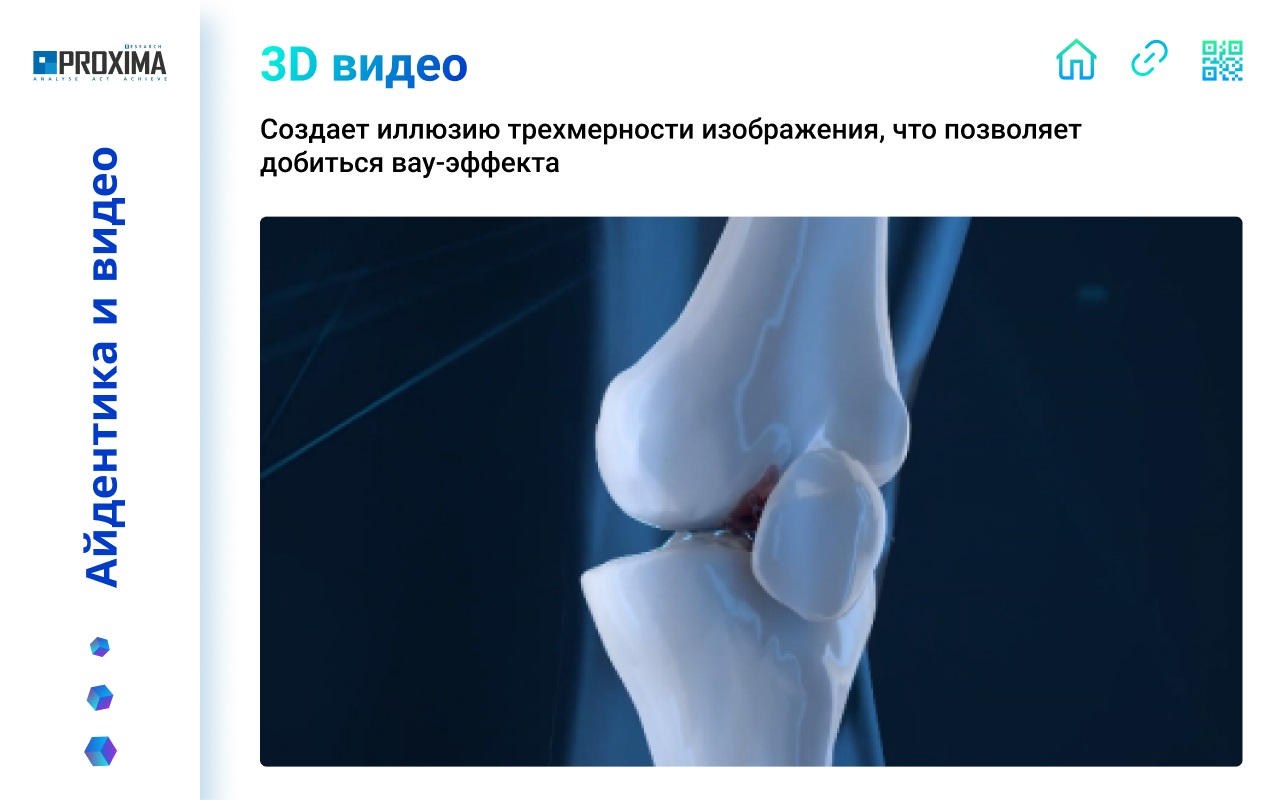 RESEARCH
PROXIMA
ANALYSE ACT ACHIEVE
Айдентика и видео
3D видео
Создает иллюзию трехмерности изображения, что позволяет
добиться вау-эффекта